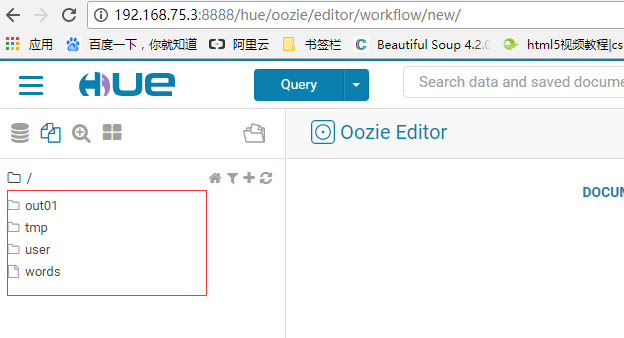 192.168.75.3:8888/hue/oozie/editor/workflow/new/
应用 百度一下，你就知道 阿里云 书签栏 Beautiful Soup 4.2.0 html5视频教程|cs
HUE Query Search data and saved docume
Oozie Editor
/
DOCUM
out01
tmp
user
words